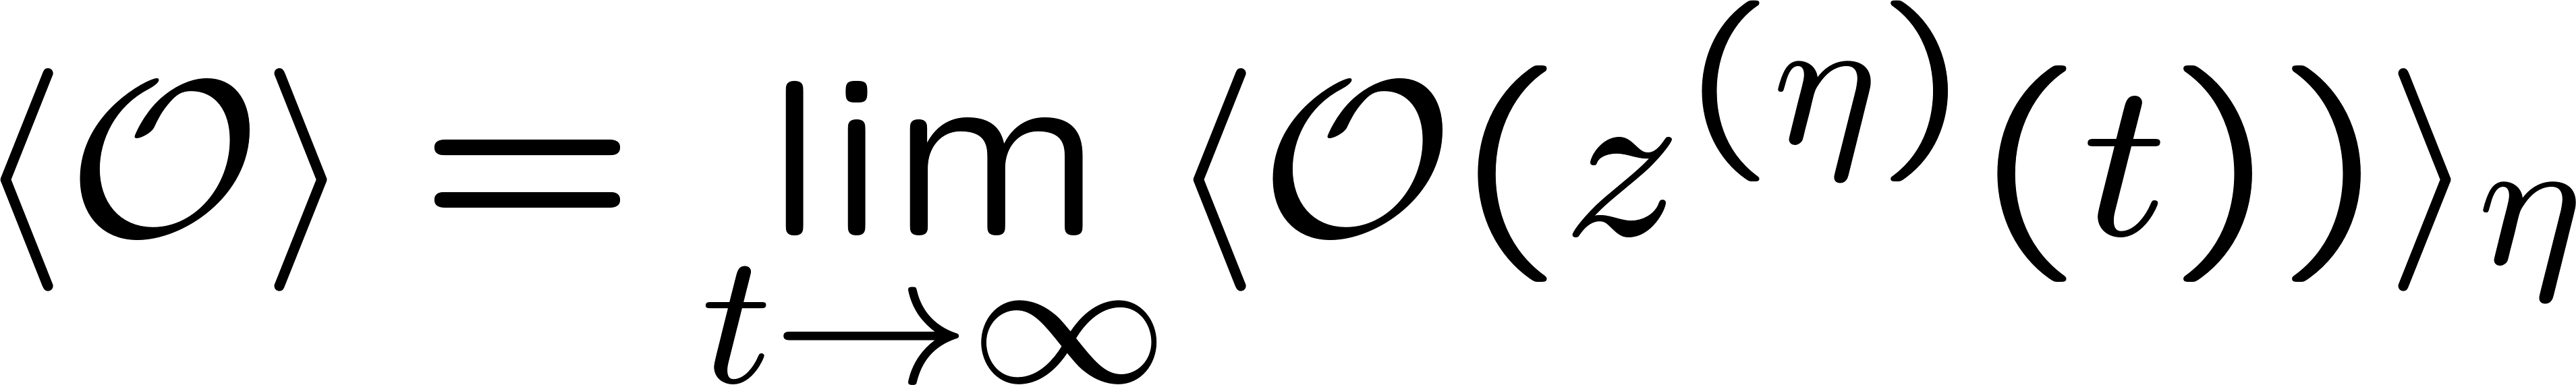 ⟨𝒪⟩ = lim_{t→∞} ⟨𝒪(z^{(η)}(t))⟩_η